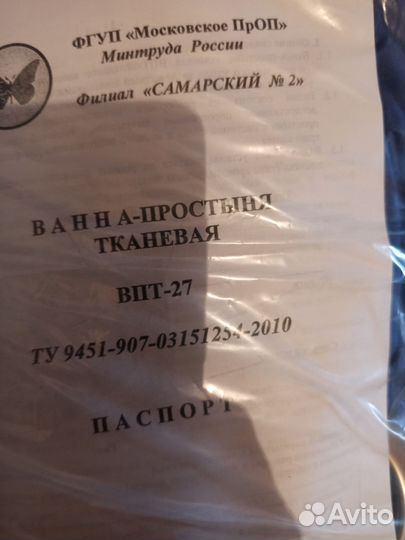 ФГУП «Московское ПрОП»
Минтруда России
Филиал «САМАРСКИЙ № 2»
ВАННА-ПРОСТЫНЯ
ТКАНЕВАЯ
ВПТ-27
ТУ 9451-907-03151254-2010
ПАСПОРТ
Avito